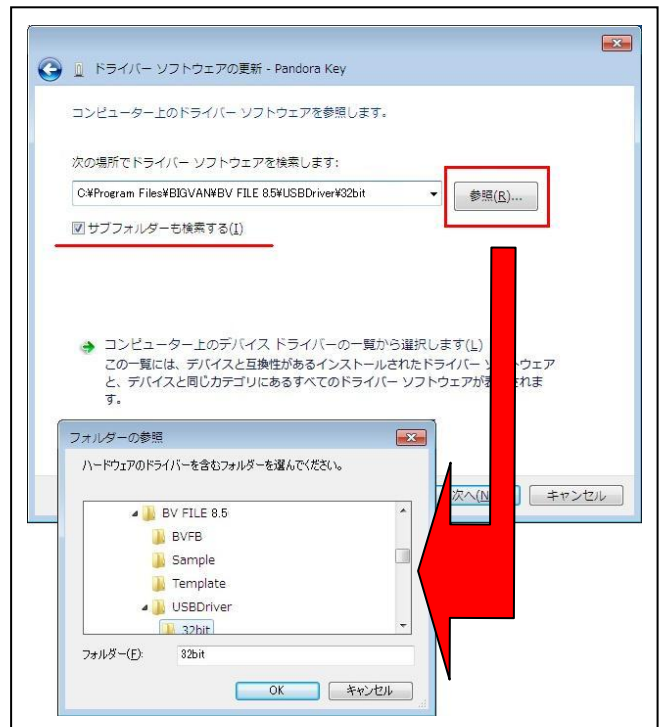 ドライバー ソフトウェアの更新 - Pandora Key
コンピューター上のドライバー ソフトウェアを参照します。
次の場所でドライバー ソフトウェアを検索します:
C:¥Program Files¥BIGVAN¥BV FILE 8.5¥USBDriver¥32bit
参照(R)...
サブフォルダーも検索する(I)
コンピューター上のデバイス ドライバーの一覧から選択します(L)
この一覧には、デバイスと互換性があるインストールされたドライバー ソフトウェア
と、デバイスと同じカテゴリにあるすべてのドライバー ソフトウェアが されま
す。
次へ(N
キャンセル
フォルダーの参照
ハードウェアのドライバーを含むフォルダーを選んでください。
BV FILE 8.5
BVFB
Sample
Template
USBDriver
32bit
フォルダー(F):
32bit
OK
キャンセル